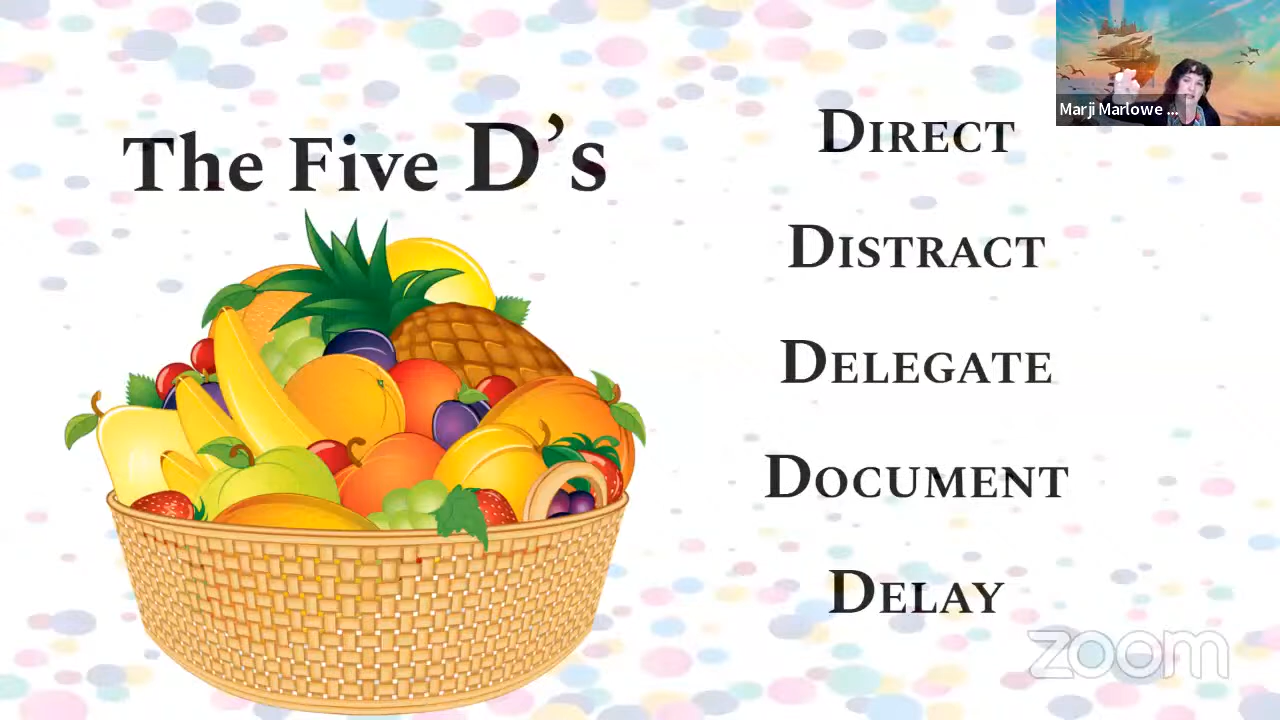 The Five D's
Direct
Distract
Delegate
Document
Delay
Marji Marlowe ...
zoom